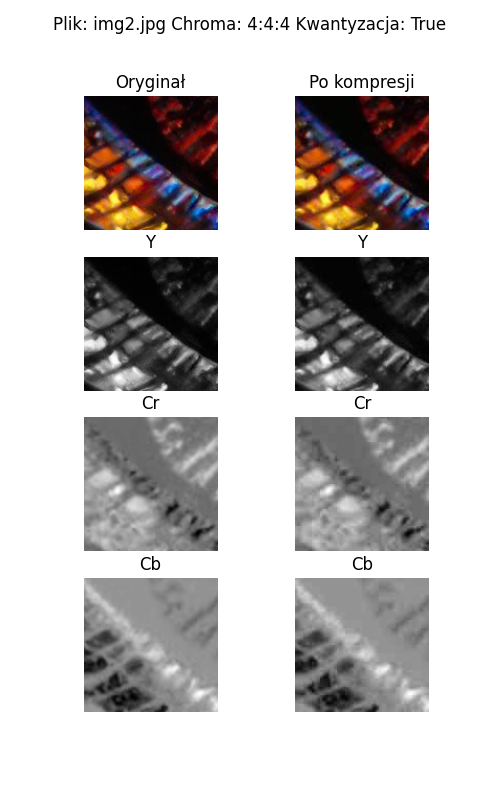 Plik: img2.jpg Chroma: 4:4:4 Kwantyzacja: True
Oryginał Po kompresji
Y Y
Cr Cr
Cb Cb